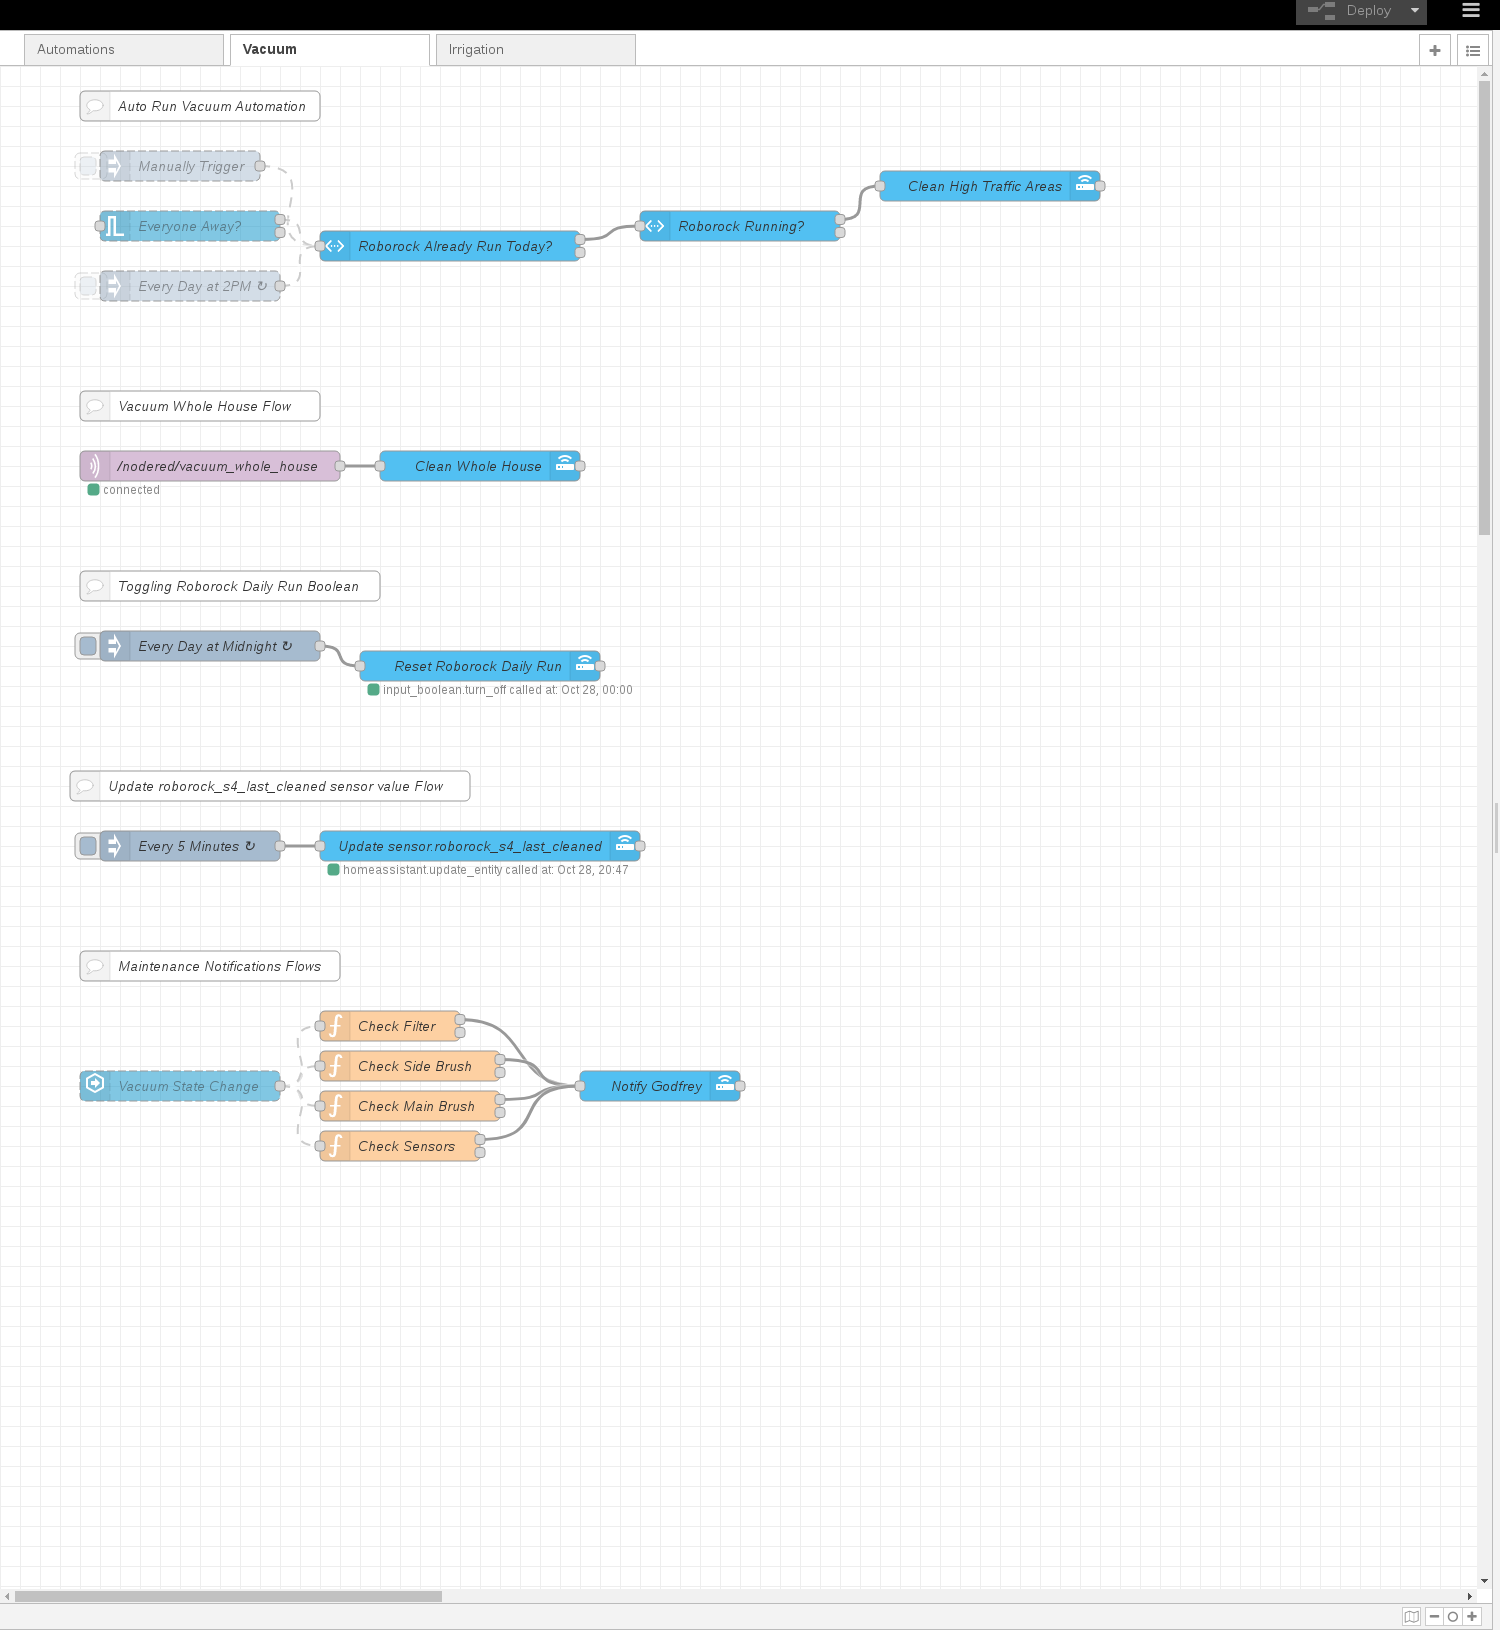 Deploy
Automations
Vacuum
Irrigation
Auto Run Vacuum Automation
Manually Trigger
Clean High Traffic Areas
Everyone Away?
Roborock Running?
Roborock Already Run Today?
Every Day at 2PM ↻
Vacuum Whole House Flow
/nodered/vacuum_whole_house
Clean Whole House
connected
Toggling Roborock Daily Run Boolean
Every Day at Midnight ↻
Reset Roborock Daily Run
input_boolean.turn_off called at: Oct 28, 00:00
Update roborock_s4_last_cleaned sensor value Flow
Every 5 Minutes ↻
Update sensor.roborock_s4_last_cleaned
homeassistant.update_entity called at: Oct 28, 20:47
Maintenance Notifications Flows
Check Filter
Check Side Brush
Vacuum State Change
Notify Godfrey
Check Main Brush
Check Sensors